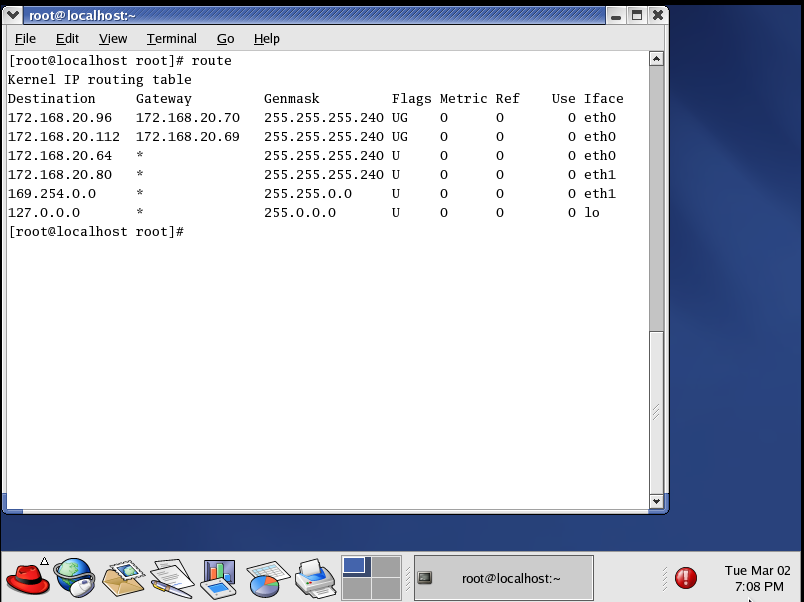 root@localhost:~
File Edit View Terminal Go Help
[root@localhost root]# route
Kernel IP routing table
Destination Gateway Genmask Flags Metric Ref Use Iface
172.168.20.96 172.168.20.70 255.255.255.240 UG 0 0 0 eth0
172.168.20.112 172.168.20.69 255.255.255.240 UG 0 0 0 eth0
172.168.20.64 * 255.255.255.240 U 0 0 0 eth0
172.168.20.80 * 255.255.255.240 U 0 0 0 eth1
169.254.0.0 * 255.255.0.0 U 0 0 0 eth1
127.0.0.0 * 255.0.0.0 U 0 0 0 lo
[root@localhost root]#
root@localhost:~
Tue Mar 02
7:08 PM